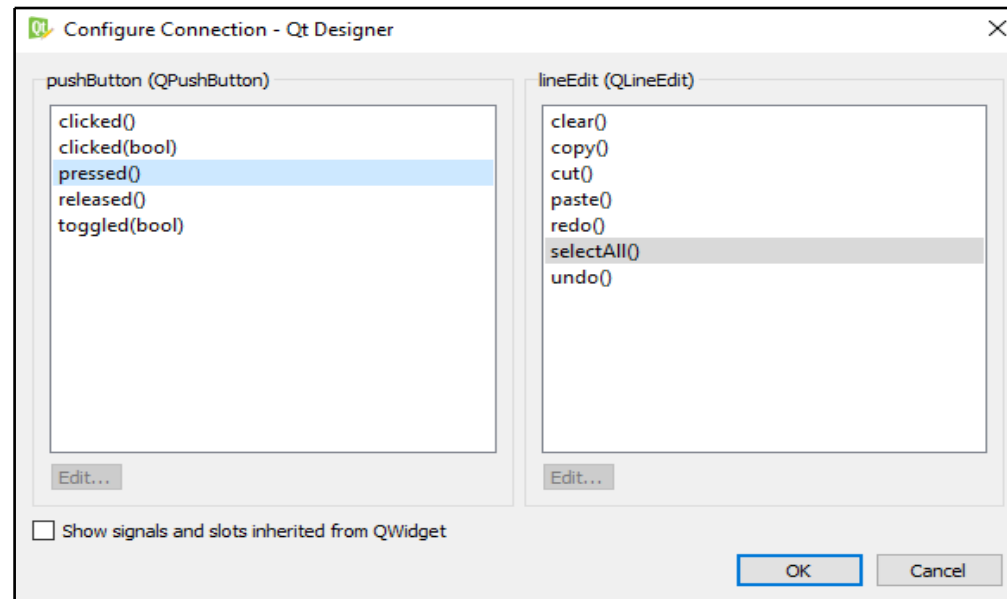 Qt Configure Connection - Qt Designer
pushButton (QPushButton)
clicked()
clicked(bool)
pressed()
released()
toggled(bool)
Edit...
lineEdit (QLineEdit)
clear()
copy()
cut()
paste()
redo()
selectAll()
undo()
Edit...
Show signals and slots inherited from QWidget
OK
Cancel